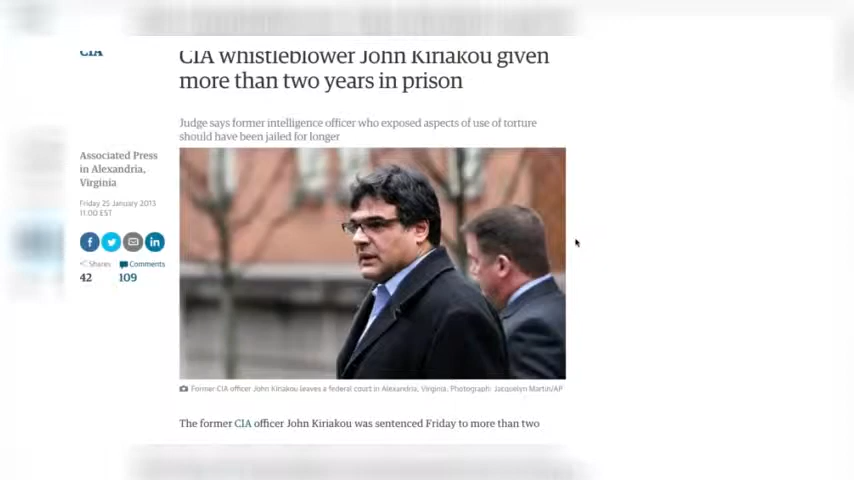 CIA
CIA whistleblower John Kiriakou given
more than two years in prison
Judge says former intelligence officer who exposed aspects of use of torture
should have been jailed for longer
Associated Press
in Alexandria,
Virginia
Friday 25 January 2013
11.00 EST
f
in
Shares
Comments
42
109
Former CIA officer John Kiriakou leaves a federal court in Alexandria, Virginia. Photograph: Jacquelyn Martin/AP
The former CIA officer John Kiriakou was sentenced Friday to more than two